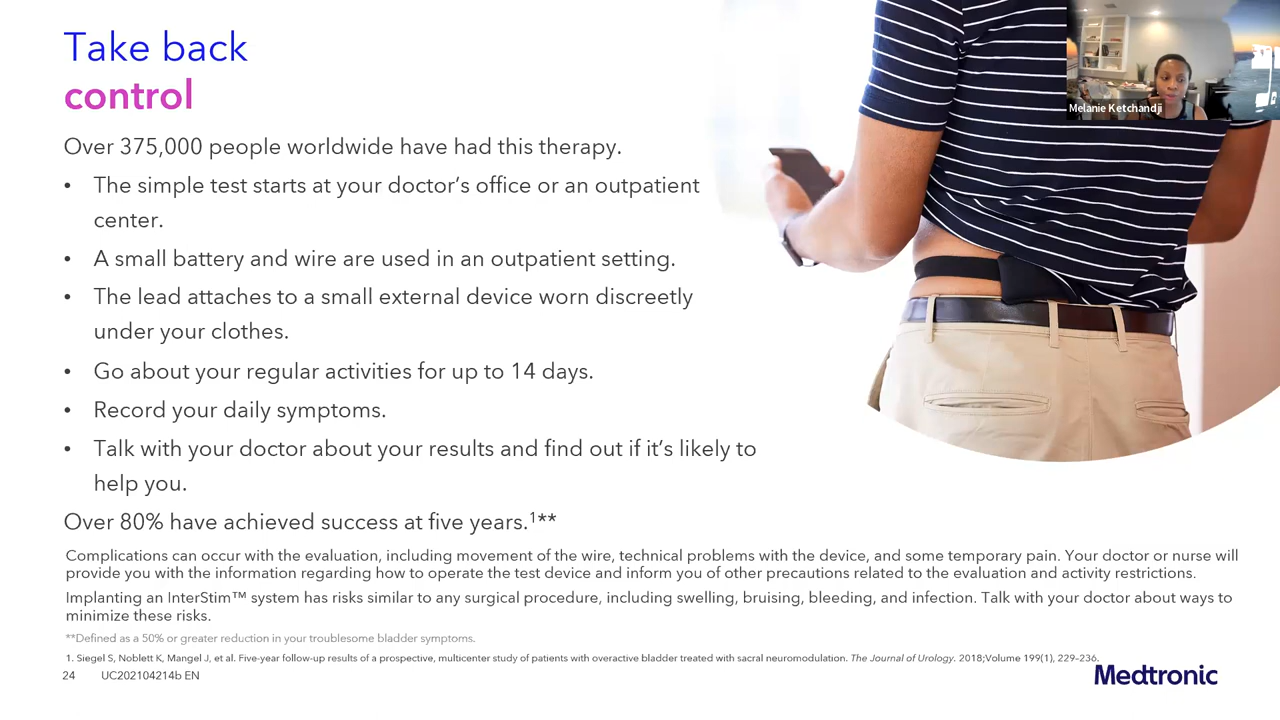 Take back
control
Melanie Ketchandji
Over 375,000 people worldwide have had this therapy.
• The simple test starts at your doctor's office or an outpatient
center.
• A small battery and wire are used in an outpatient setting.
• The lead attaches to a small external device worn discreetly
under your clothes.
• Go about your regular activities for up to 14 days.
• Record your daily symptoms.
• Talk with your doctor about your results and find out if it's likely to
help you.
Over 80% have achieved success at five years.¹**
Complications can occur with the evaluation, including movement of the wire, technical problems with the device, and some temporary pain. Your doctor or nurse will
provide you with the information regarding how to operate the test device and inform you of other precautions related to the evaluation and activity restrictions.
Implanting an InterStim™ system has risks similar to any surgical procedure, including swelling, bruising, bleeding, and infection. Talk with your doctor about ways to
minimize these risks.
**Defined as a 50% or greater reduction in your troublesome bladder symptoms.
1. Siegel S, Noblett K, Mangel J, et al. Five-year follow-up results of a prospective, multicenter study of patients with overactive bladder treated with sacral neuromodulation. The Journal of Urology. 2018;Volume 199(1), 229–236.
24 UC202104214b EN
Medtronic